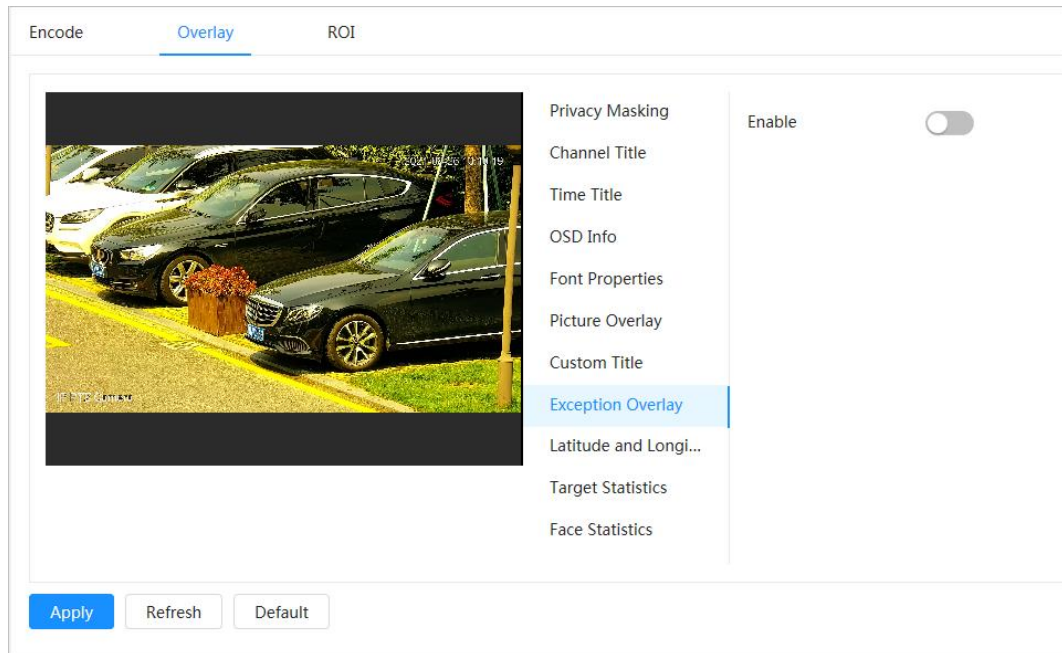 Encode Overlay ROI
Privacy Masking
Enable
Channel Title
Time Title
OSD Info
Font Properties
Picture Overlay
Custom Title
Exception Overlay
Latitude and Longi...
Target Statistics
Face Statistics
Apply Refresh Default